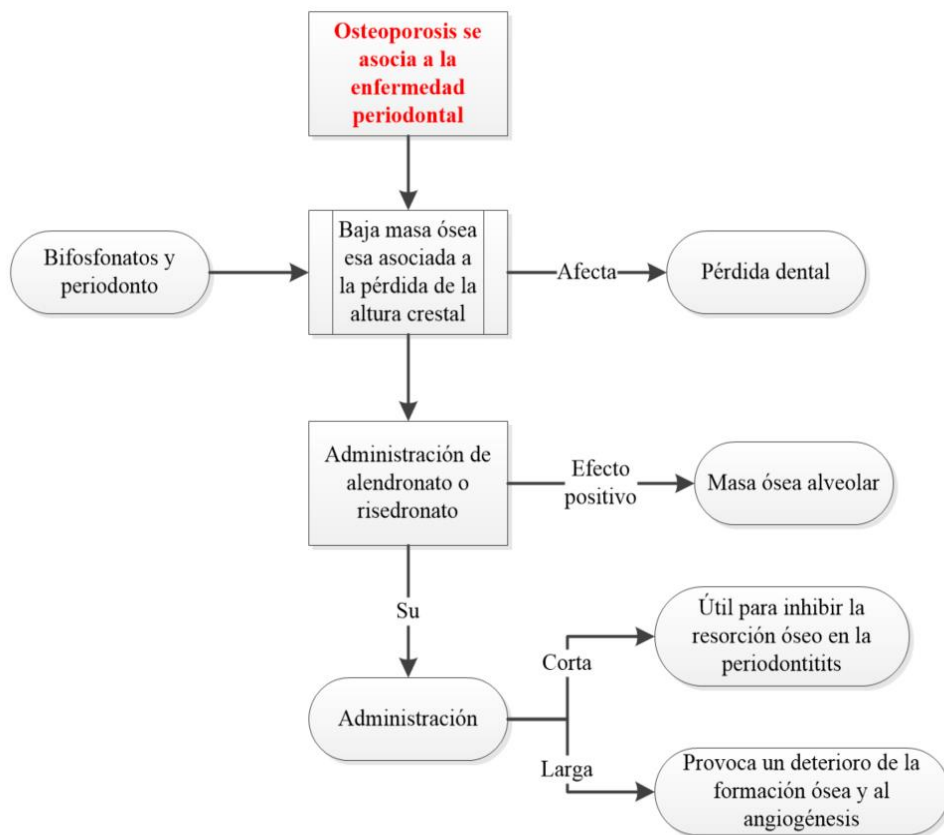 Osteoporosis se
asocia a la
enfermedad
periodontal
Bifosfonatos y
periodonto
Baja masa ósea
esa asociada a
la pérdida de la
altura crestal
Afecta
Pérdida dental
Administración de
alendronato o
risedronato
Efecto
positivo
Masa ósea alveolar
Su
Administración
Corta
Útil para inhibir la
resorción óseo en la
periodontitits
Larga
Provoca un deterioro de la
formación ósea y al
angiogénesis